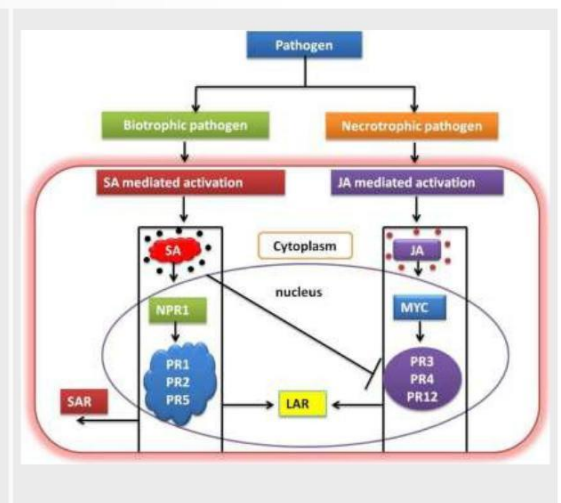 Pathogen
Biotrophic pathogen
Necrotrophic pathogen
SA mediated activation
JA mediated activation
SA
Cytoplasm
JA
nucleus
NPR1
MYC
PR1
PR2
PR5
PR3
PR4
PR12
SAR
LAR